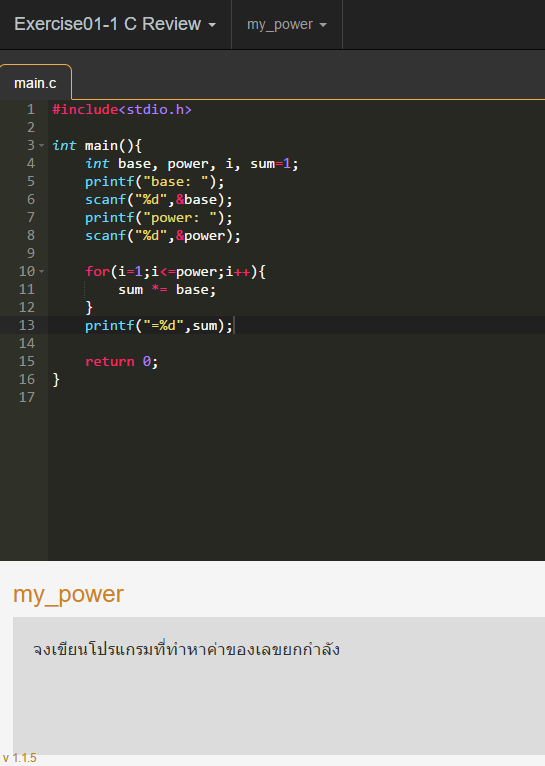 Exercise01-1 C Review my_power
main.c
1 #include<stdio.h>
2
3 int main(){
4 int base, power, i, sum=1;
5 printf("base: ");
6 scanf("%d",&base);
7 printf("power: ");
8 scanf("%d",&power);
9
10 for(i=1;i<=power;i++){
11 sum *= base;
12 }
13 printf("=%d",sum);
14
15 return 0;
16 }
17
my_power
จงเขียนโปรแกรมที่ทำหาค่าของเลขยกกำลัง
v 1.1.5